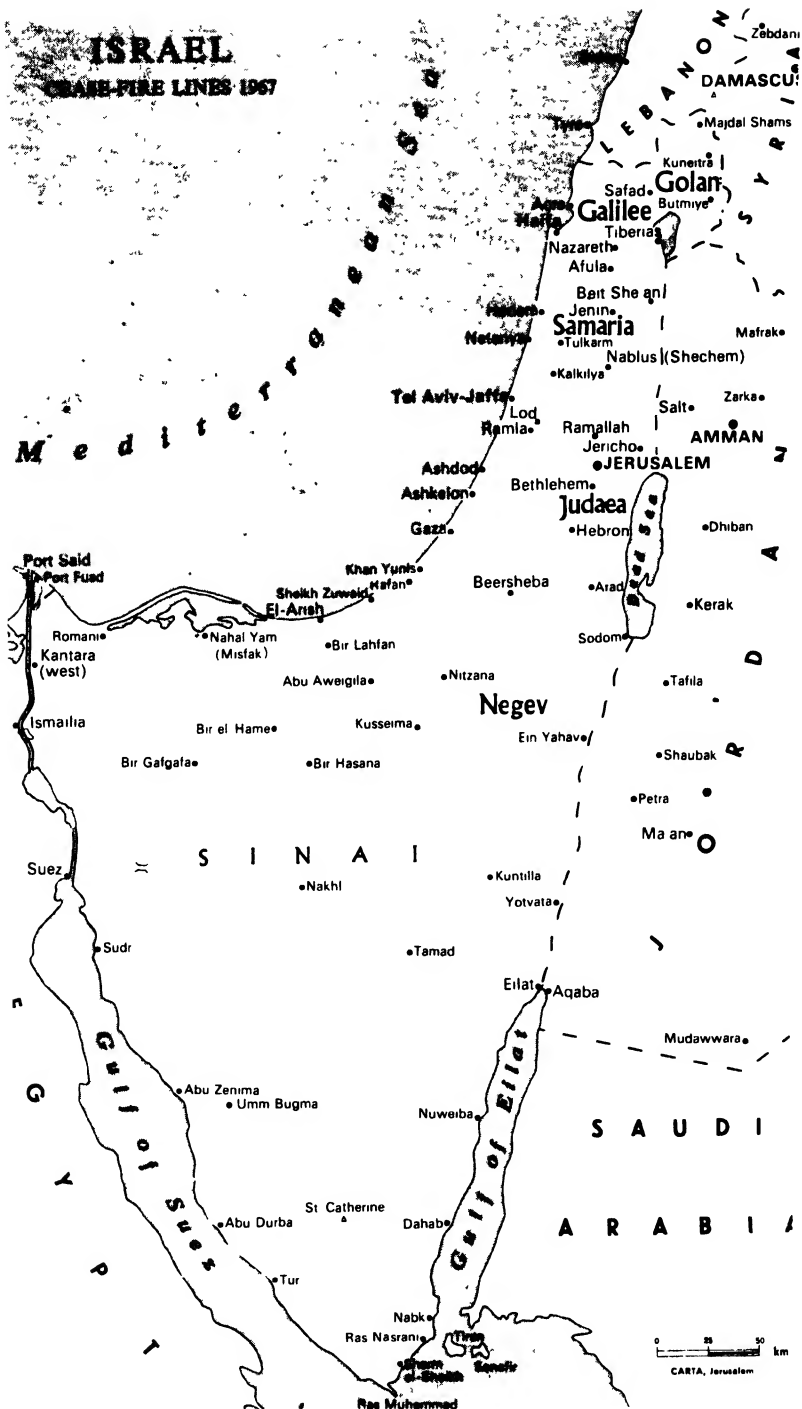 ISRAEL
CEASE-FIRE LINES 1967
Mediterranean Sea
LEBANON
Zebdani
DAMASCUS
Tyre
Majdal Shams
SYRIA
Kuneitra
Golan
Safad
Butmiye
Acre
Galilee
Haifa
Tiberias
Nazareth
Afula
Beit She an
Hadera
Jenin
Samaria
Netanya
Tulkarm
Mafrak
Nablus (Shechem)
Kalkilya
Tel Aviv-Jaffa
Zarka
Lod
Salt
Ramla
Ramallah
AMMAN
Jericho
JERUSALEM
Ashdod
Bethlehem
Ashkelon
Judaea
Gaza
Hebron
Dhiban
Dead Sea
Port Said
Port Fuad
Khan Yunis
Rafah
Sheikh Zuwaid
Beersheba
Arad
El-Arish
Kerak
Romani
Nahal Yam
(Misfak)
Bir Lahfan
Sodom
Kantara
(west)
Abu Aweigila
Nitzana
Tafila
JORDAN
Negev
Ismailia
Bir el Hame
Kusseima
Ein Yahav
Bir Gafgafa
Bir Hasana
Shaubak
Petra
Ma an
SINAI
Suez
Nakhl
Kuntilla
Yotvata
Sudr
Tamad
Eilat
Aqaba
EGYPT
Mudawwara
Gulf of Suez
Gulf of Eilat
Abu Zenima
Umm Bugma
Nuweiba
SAUDI
ARABIA
St Catherine
Abu Durba
Dahab
Tur
Nabk
Ras Nasrani
Tiran
Sanafir
Sharm
el-Sheikh
Ras Muhammad
0 25 50 km
CARTA, Jerusalem